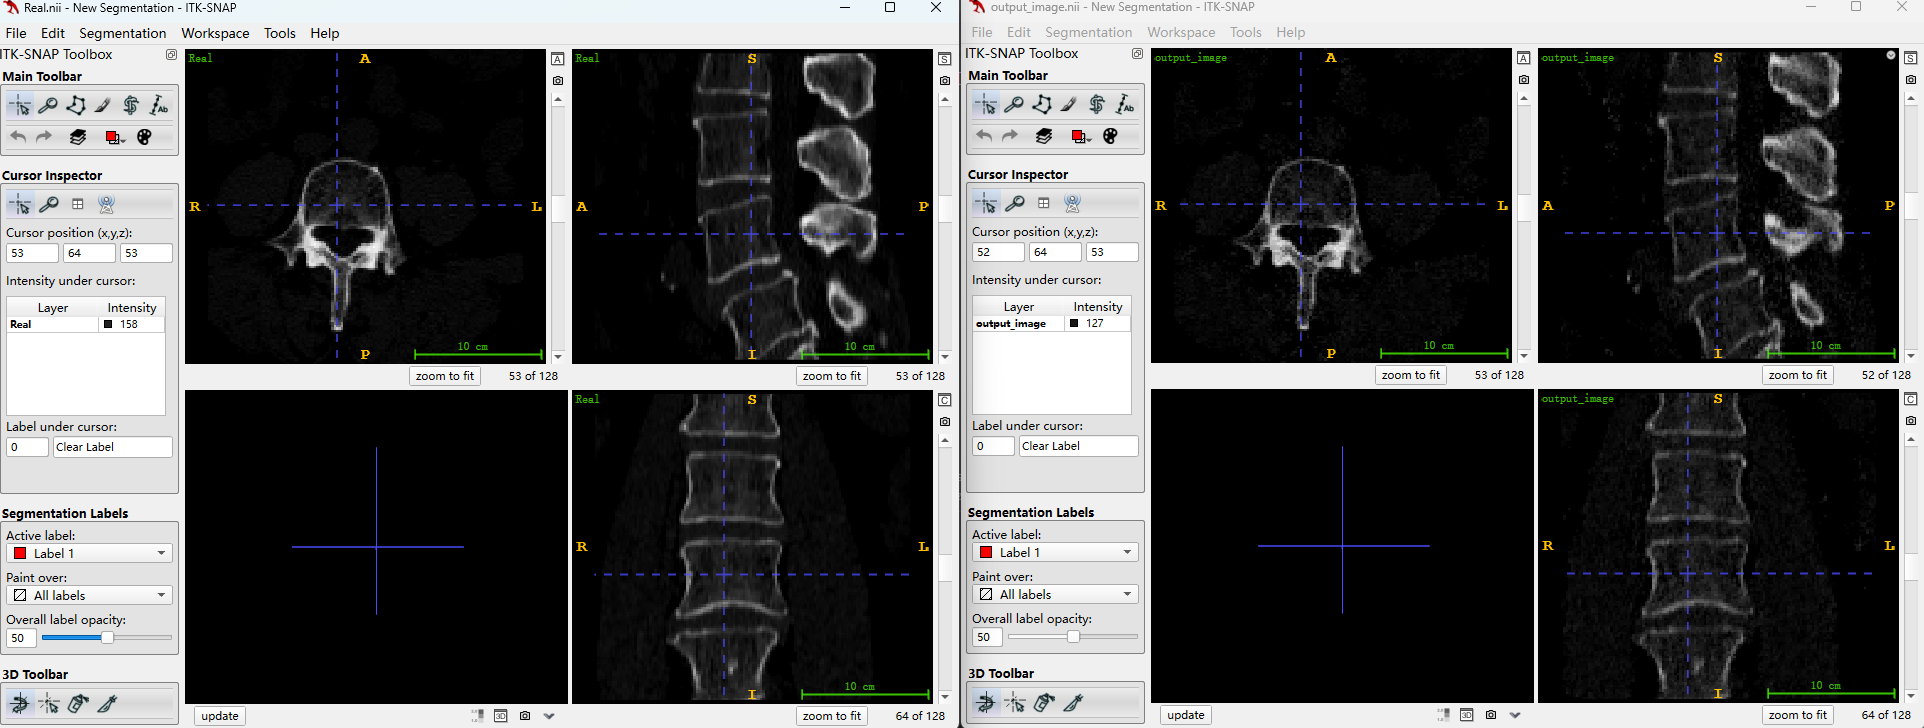 Real.nii - New Segmentation - ITK-SNAP
File Edit Segmentation Workspace Tools Help
ITK-SNAP Toolbox
Main Toolbar
Cursor Inspector
Cursor position (x,y,z):
53 64 53
Intensity under cursor:
Layer Intensity
Real 158
Label under cursor:
0 Clear Label
Segmentation Labels
Active label:
Label 1
Paint over:
All labels
Overall label opacity:
50
3D Toolbar
Real
A
R
L
P
10 cm
A
zoom to fit 53 of 128
Real
S
A
P
I
10 cm
S
zoom to fit 53 of 128
update
3D
Real
S
R
L
I
10 cm
C
zoom to fit 64 of 128
output_image.nii - New Segmentation - ITK-SNAP
File Edit Segmentation Workspace Tools Help
ITK-SNAP Toolbox
Main Toolbar
Cursor Inspector
Cursor position (x,y,z):
52 64 53
Intensity under cursor:
Layer Intensity
output_image 127
Label under cursor:
0 Clear Label
Segmentation Labels
Active label:
Label 1
Paint over:
All labels
Overall label opacity:
50
3D Toolbar
output_image
A
R
L
P
10 cm
A
zoom to fit 53 of 128
output_image
S
A
P
I
10 cm
S
zoom to fit 52 of 128
update
3D
output_image
S
R
L
I
10 cm
C
zoom to fit 64 of 128